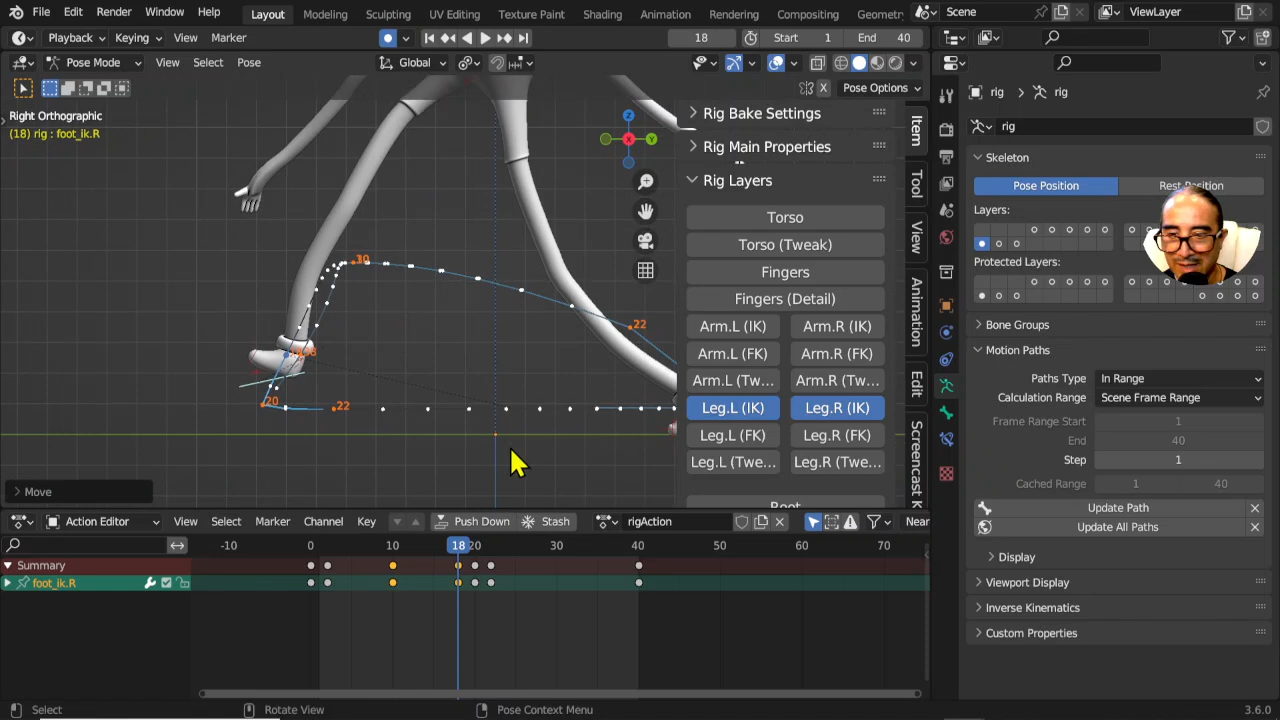 File Edit Render Window Help Layout Modeling Sculpting UV Editing Texture Paint Shading Animation Rendering Compositing Geometry Scene ViewLayer
Playback Keying View Marker 18 Start 1 End 40
Pose Mode View Select Pose Global
X Pose Options
Right Orthographic
(18) rig : foot_ik.R
Z
Y
X
Rig Bake Settings
Rig Main Properties
Rig Layers
Torso
Torso (Tweak)
Fingers
Fingers (Detail)
Arm.L (IK) Arm.R (IK)
Arm.L (FK) Arm.R (FK)
Arm.L (Tw... Arm.R (Tw...
Leg.L (IK) Leg.R (IK)
Leg.L (FK) Leg.R (FK)
Leg.L (Twe... Leg.R (Twe...
Root
Item
Tool
View
Animation
Edit
Screencast K
30
22
20
22
Move
rig rig
rig
Skeleton
Pose Position Rest Position
Layers:
Protected Layers:
Bone Groups
Motion Paths
Paths Type In Range
Calculation Range Scene Frame Range
Frame Range Start 1
End 40
Step 1
Cached Range 1 40
Update Path
Update All Paths
Display
Viewport Display
Inverse Kinematics
Custom Properties
Action Editor View Select Marker Channel Key Push Down Stash rigAction Near
-10 0 10 18 20 30 40 50 60 70
Summary
foot_ik.R
Select Rotate View Pose Context Menu 3.6.0